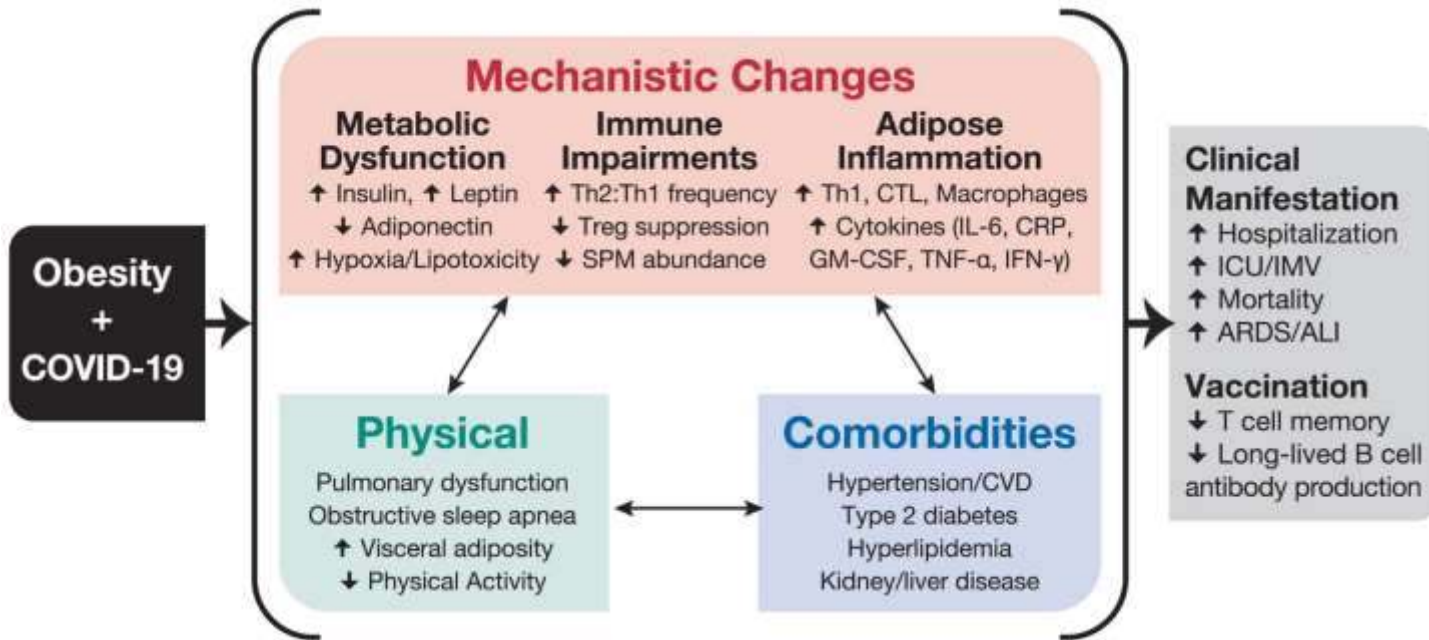 Obesity
+
COVID-19
Mechanistic Changes
Metabolic
Dysfunction
↑ Insulin, ↑ Leptin
↓ Adiponectin
↑ Hypoxia/Lipotoxicity
Immune
Impairments
↑ Th2:Th1 frequency
↓ Treg suppression
↓ SPM abundance
Adipose
Inflammation
↑ Th1, CTL, Macrophages
↑ Cytokines (IL-6, CRP,
GM-CSF, TNF-α, IFN-γ)
Physical
Pulmonary dysfunction
Obstructive sleep apnea
↑ Visceral adiposity
↓ Physical Activity
Comorbidities
Hypertension/CVD
Type 2 diabetes
Hyperlipidemia
Kidney/liver disease
Clinical
Manifestation
↑ Hospitalization
↑ ICU/IMV
↑ Mortality
↑ ARDS/ALI
Vaccination
↓ T cell memory
↓ Long-lived B cell
antibody production